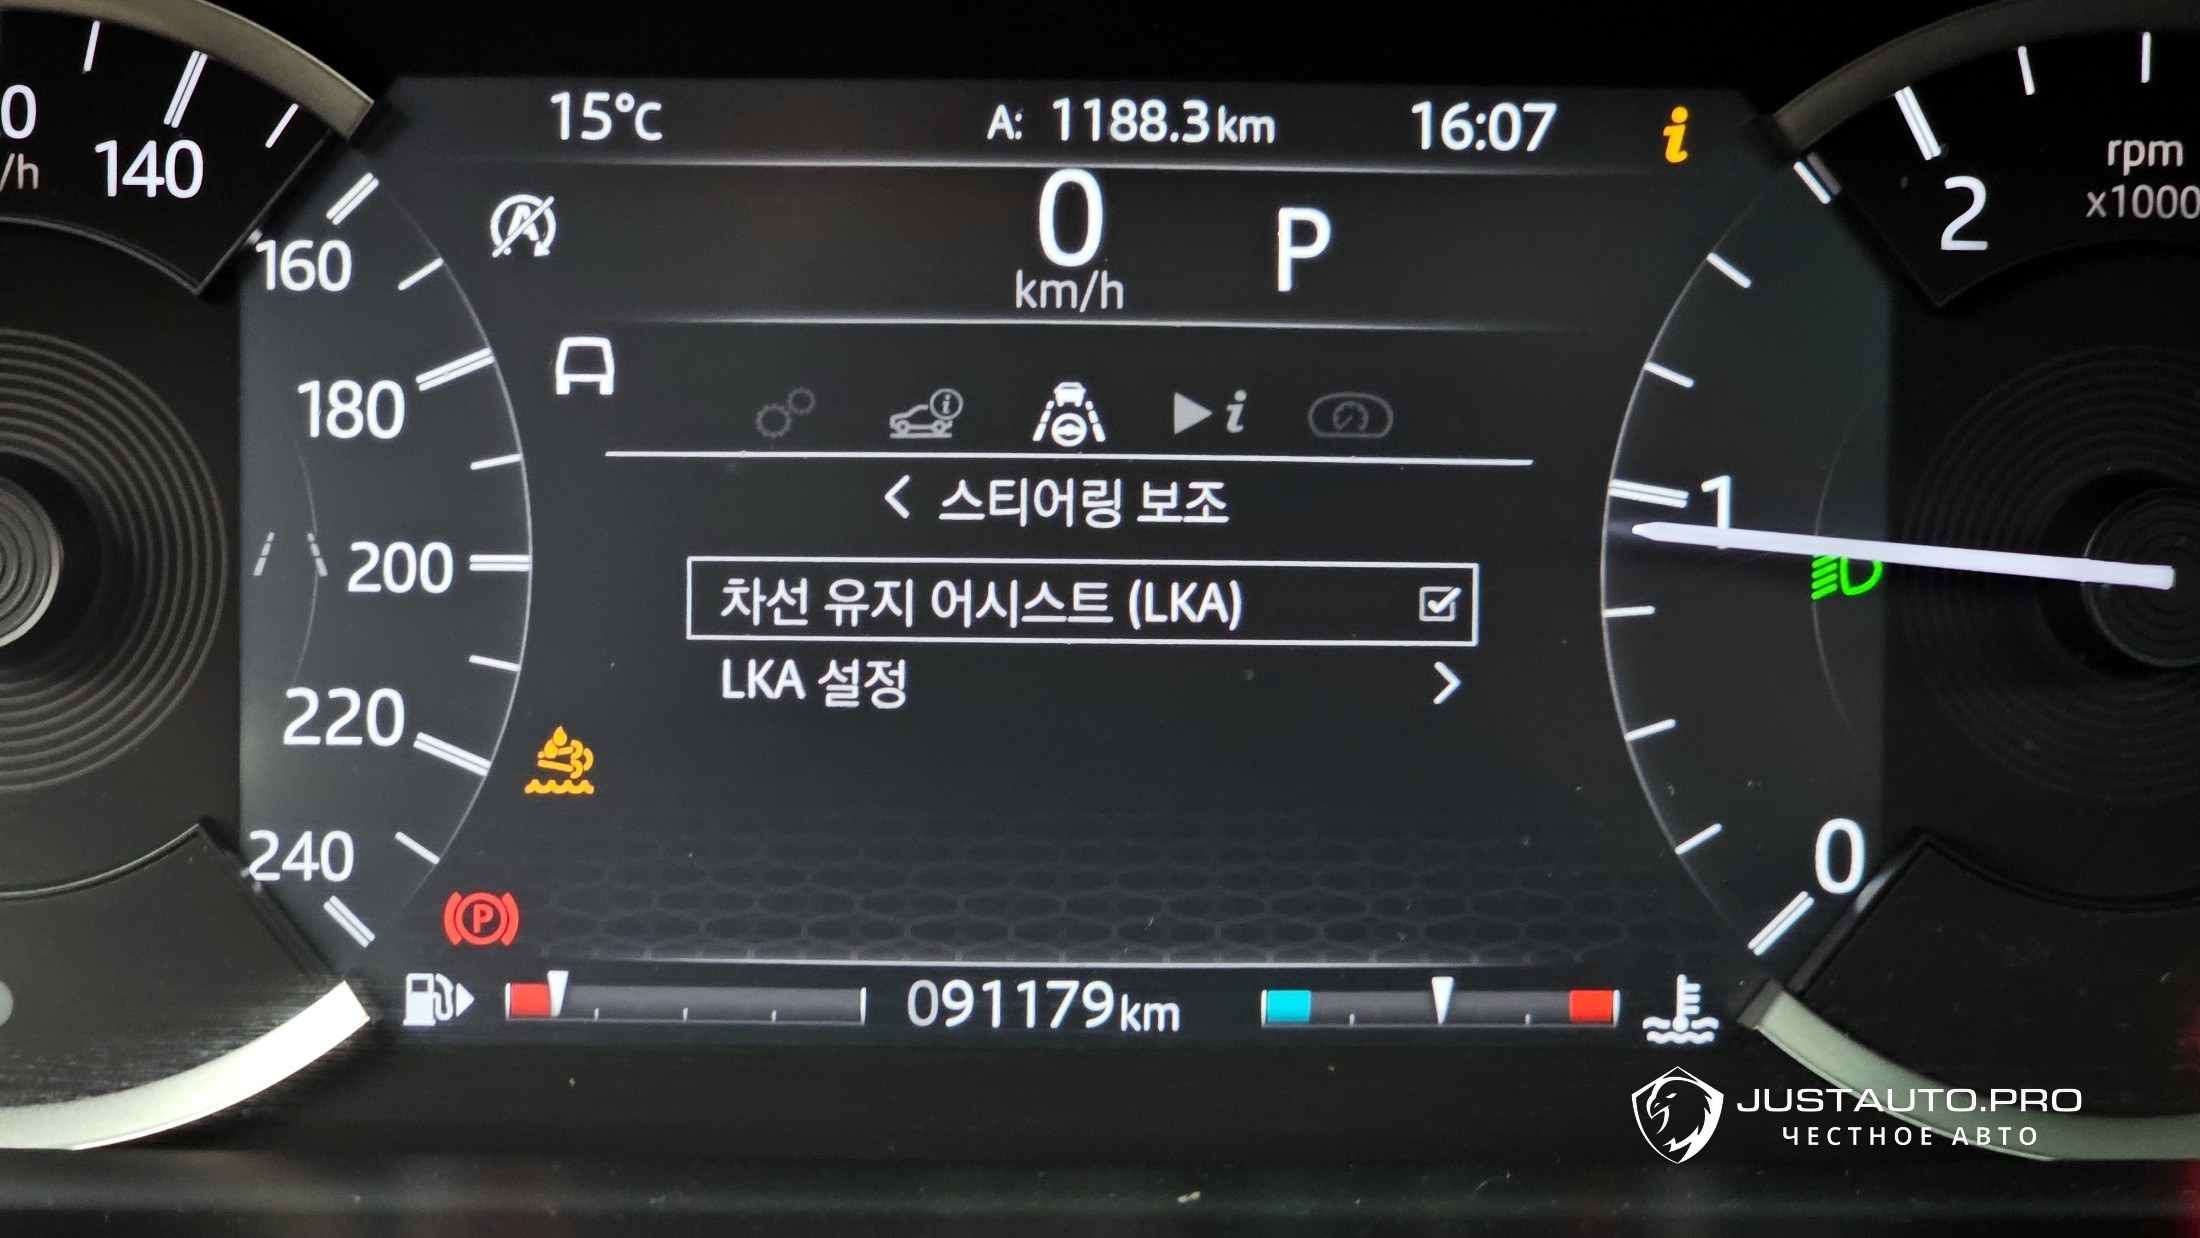 15°C A: 1188.3 km 16:07 i
140
160
180
200
220
240
0 P
km/h
< 스티어링 보조
차선 유지 어시스트 (LKA)
LKA 설정 >
2
rpm
x1000
1
0
P
091179 km
JUSTAUTO.PRO
ЧЕСТНОЕ АВТО